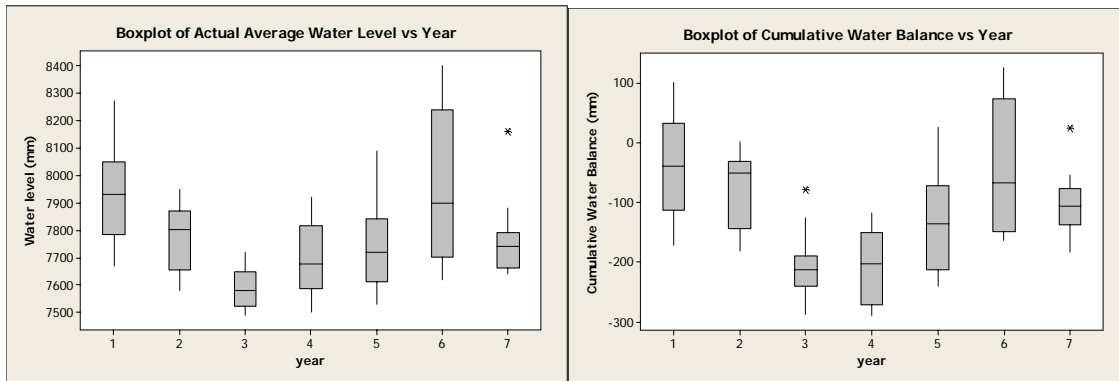 Boxplot of Actual Average Water Level vs Year
Water level (mm)
8400
8300
8200
8100
8000
7900
7800
7700
7600
7500
1 2 3 4 5 6 7
year
Boxplot of Cumulative Water Balance vs Year
Cumulative Water Balance (mm)
100
0
-100
-200
-300
1 2 3 4 5 6 7
year